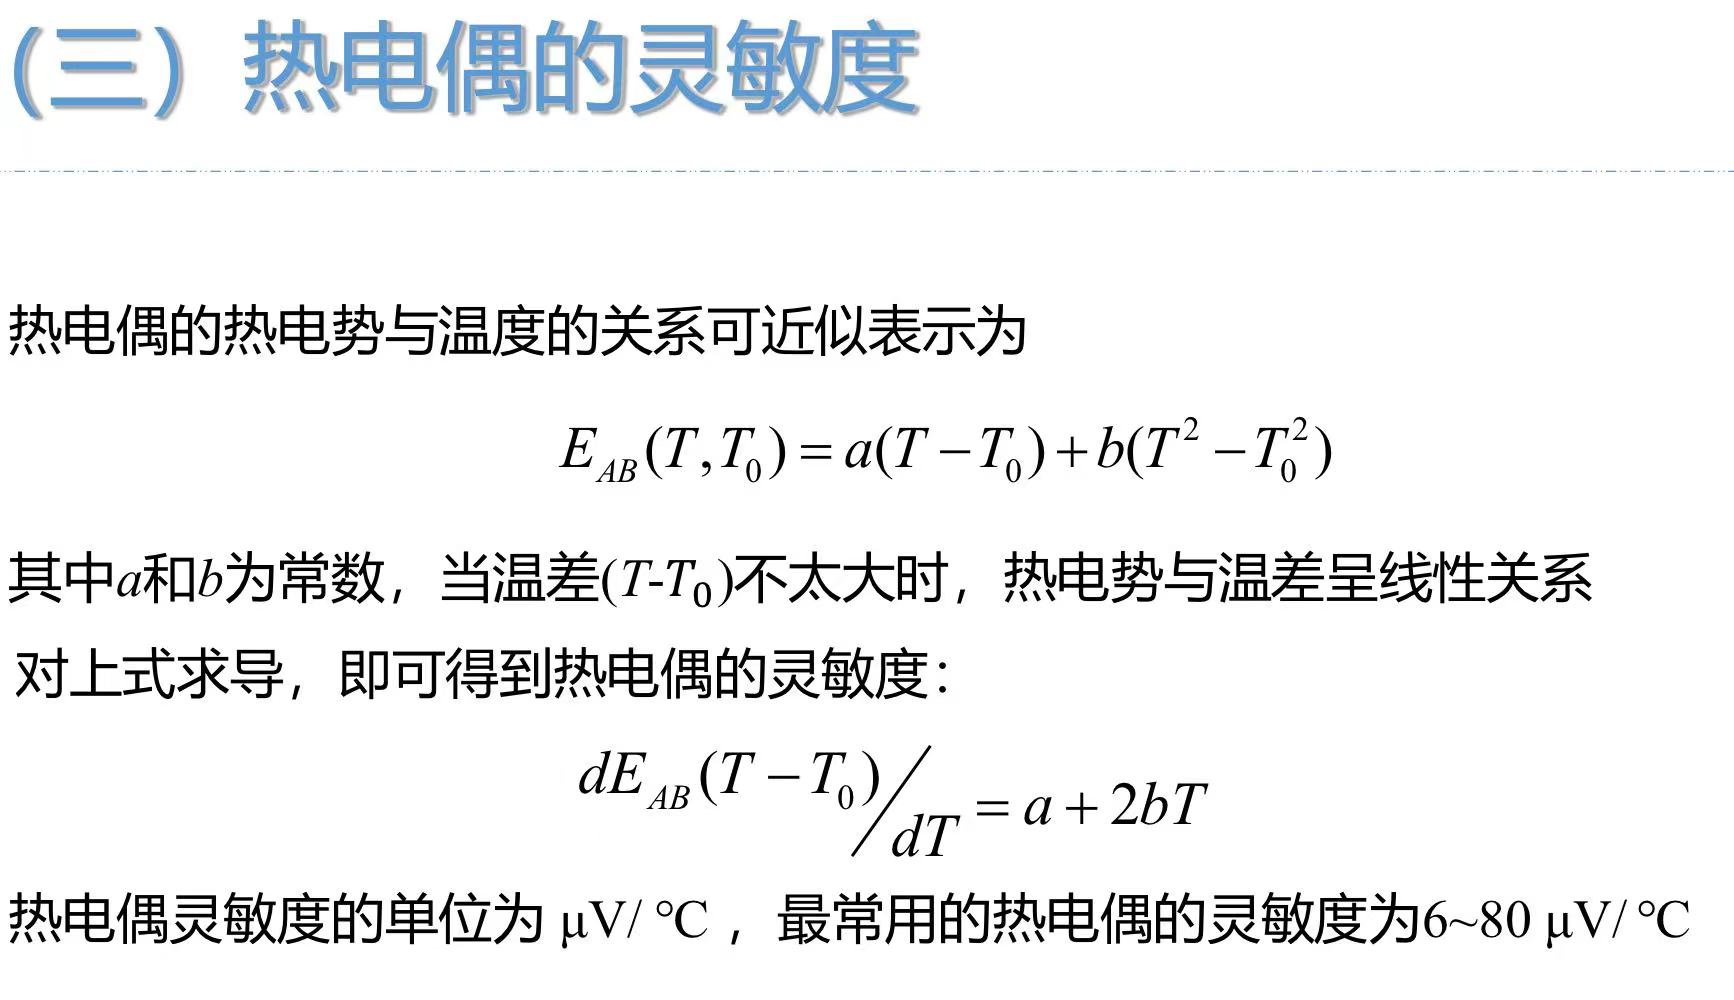 （三）热电偶的灵敏度
热电偶的热电势与温度的关系可近似表示为
E_{AB}(T,T_0)=a(T-T_0)+b(T^2-T_0^2)
其中a和b为常数，当温差(T-T₀)不太大时，热电势与温差呈线性关系
对上式求导，即可得到热电偶的灵敏度：
dE_{AB}(T-T_0)/dT=a+2bT
热电偶灵敏度的单位为 μV/ ℃ ，最常用的热电偶的灵敏度为6~80 μV/ ℃